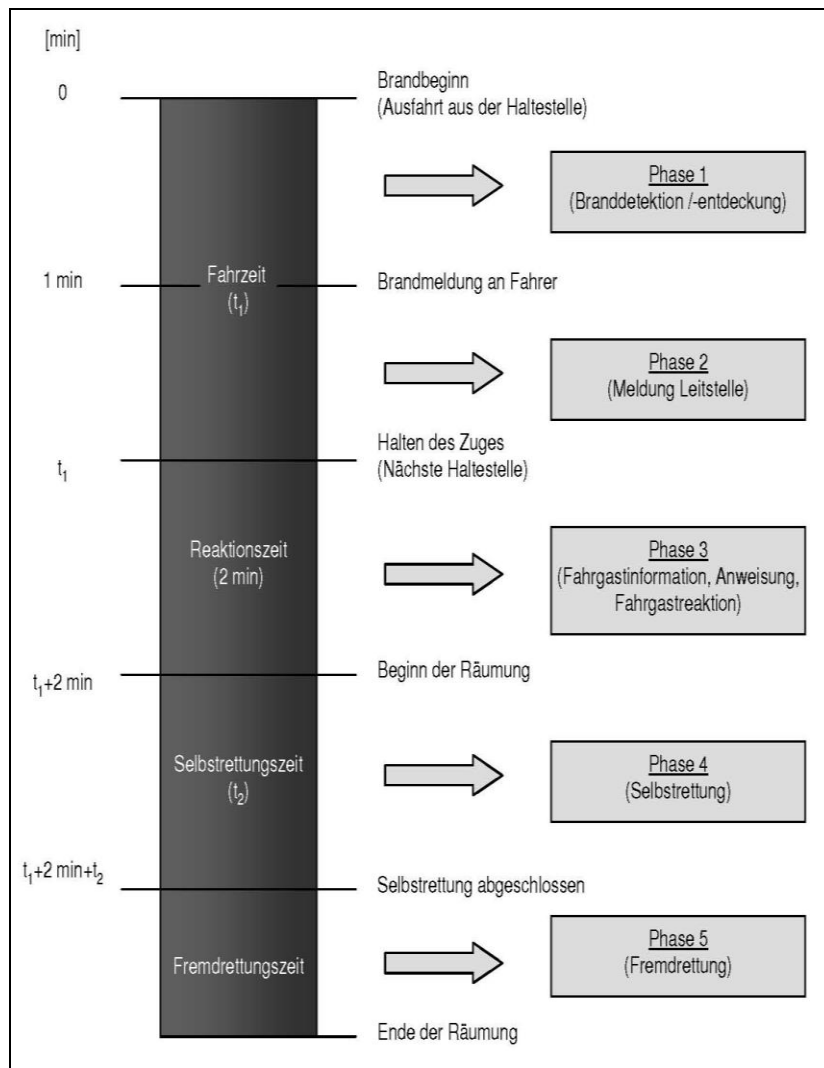 [min]
0
Brandbeginn
(Ausfahrt aus der Haltestelle)
Phase 1
(Branddetektion /-entdeckung)
1 min
Fahrzeit
(t₁)
Brandmeldung an Fahrer
Phase 2
(Meldung Leitstelle)
t₁
Halten des Zuges
(Nächste Haltestelle)
Reaktionszeit
(2 min)
Phase 3
(Fahrgastinformation, Anweisung,
Fahrgastreaktion)
t₁+2 min
Beginn der Räumung
Selbstrettungszeit
(t₂)
Phase 4
(Selbstrettung)
t₁+2 min+t₂
Selbstrettung abgeschlossen
Fremdrettungszeit
Phase 5
(Fremdrettung)
Ende der Räumung